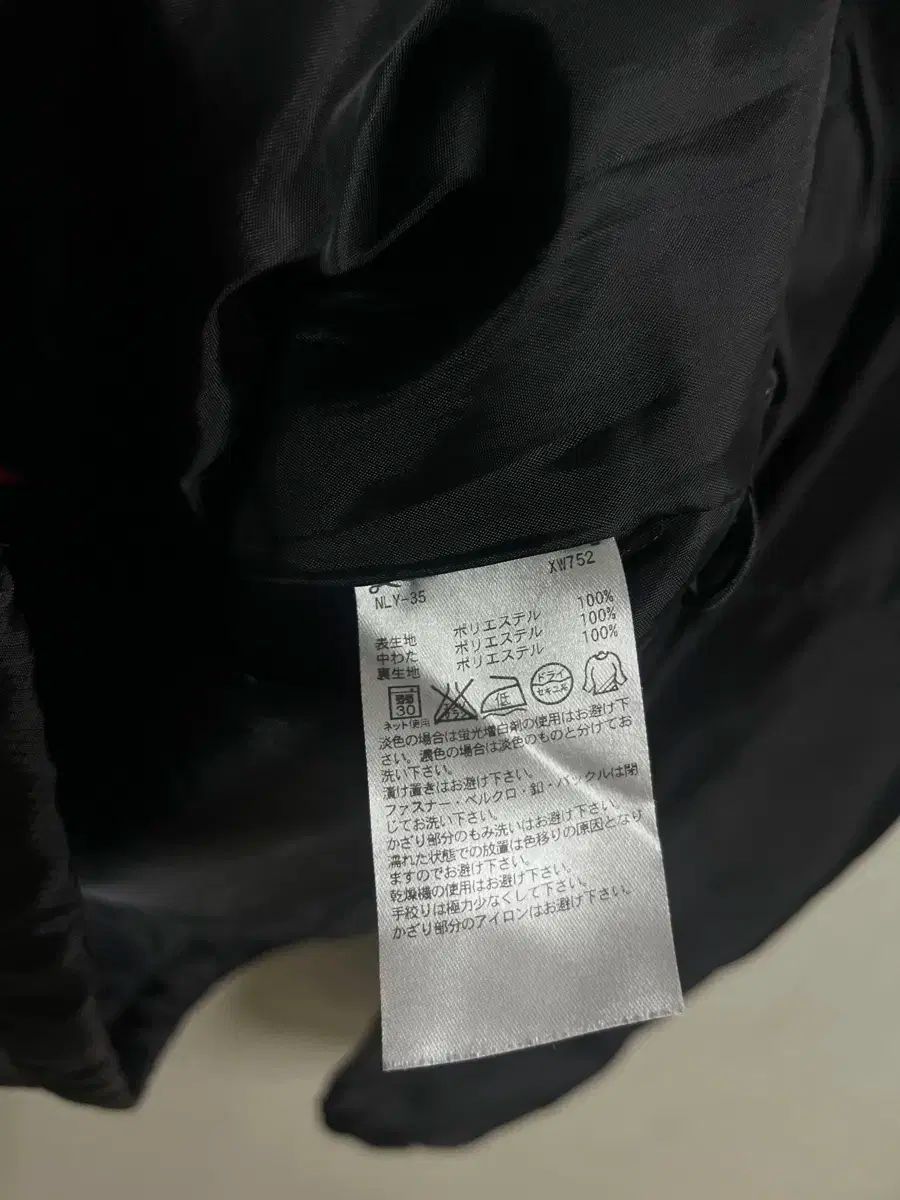 XW752
NLY-35
表生地 ポリエステル 100%
中わた ポリエステル 100%
裏生地 ポリエステル 100%
30
低
ドライ
セキユ系
ネット使用
淡色の場合は蛍光増白剤の使用はお避け下
さい。濃色の場合は淡色のものと分けてお
洗い下さい。
漬け置きはお避け下さい。
ファスナー・ベルクロ・釦・バックルは閉
じてお洗い下さい。
かざり部分のもみ洗いはお避け下さい。
濡れた状態での放置は色移りの原因となり
ますのでお避け下さい。
乾燥機の使用はお避け下さい。
手絞りは極力少なくして下さい。
かざり部分のアイロンはお避け下さい。